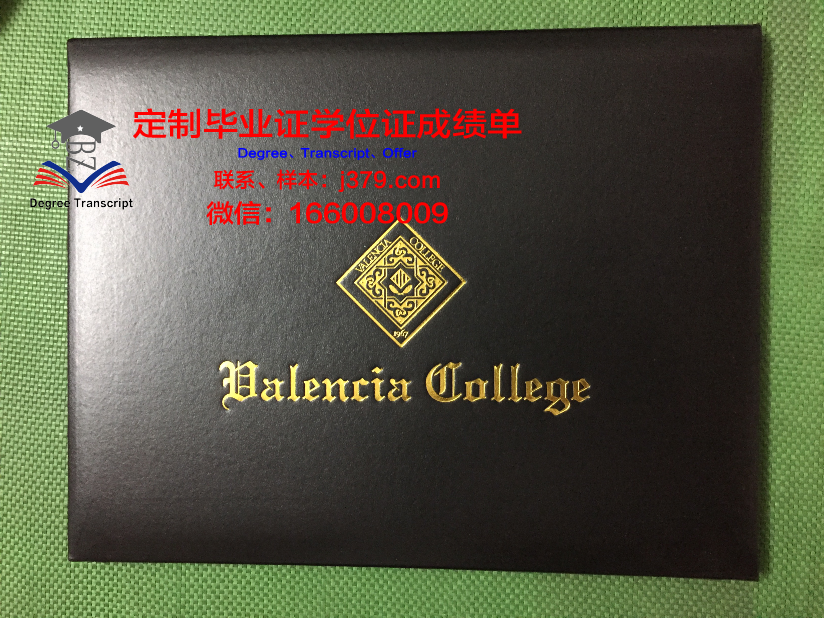 定制毕业证学位证成绩单
Degree、Transcript、Offer
联系、样本：j379.com
微信：166008009
BZ
Degree Transcript
VALENCIA COLLEGE
1967
Valencia College